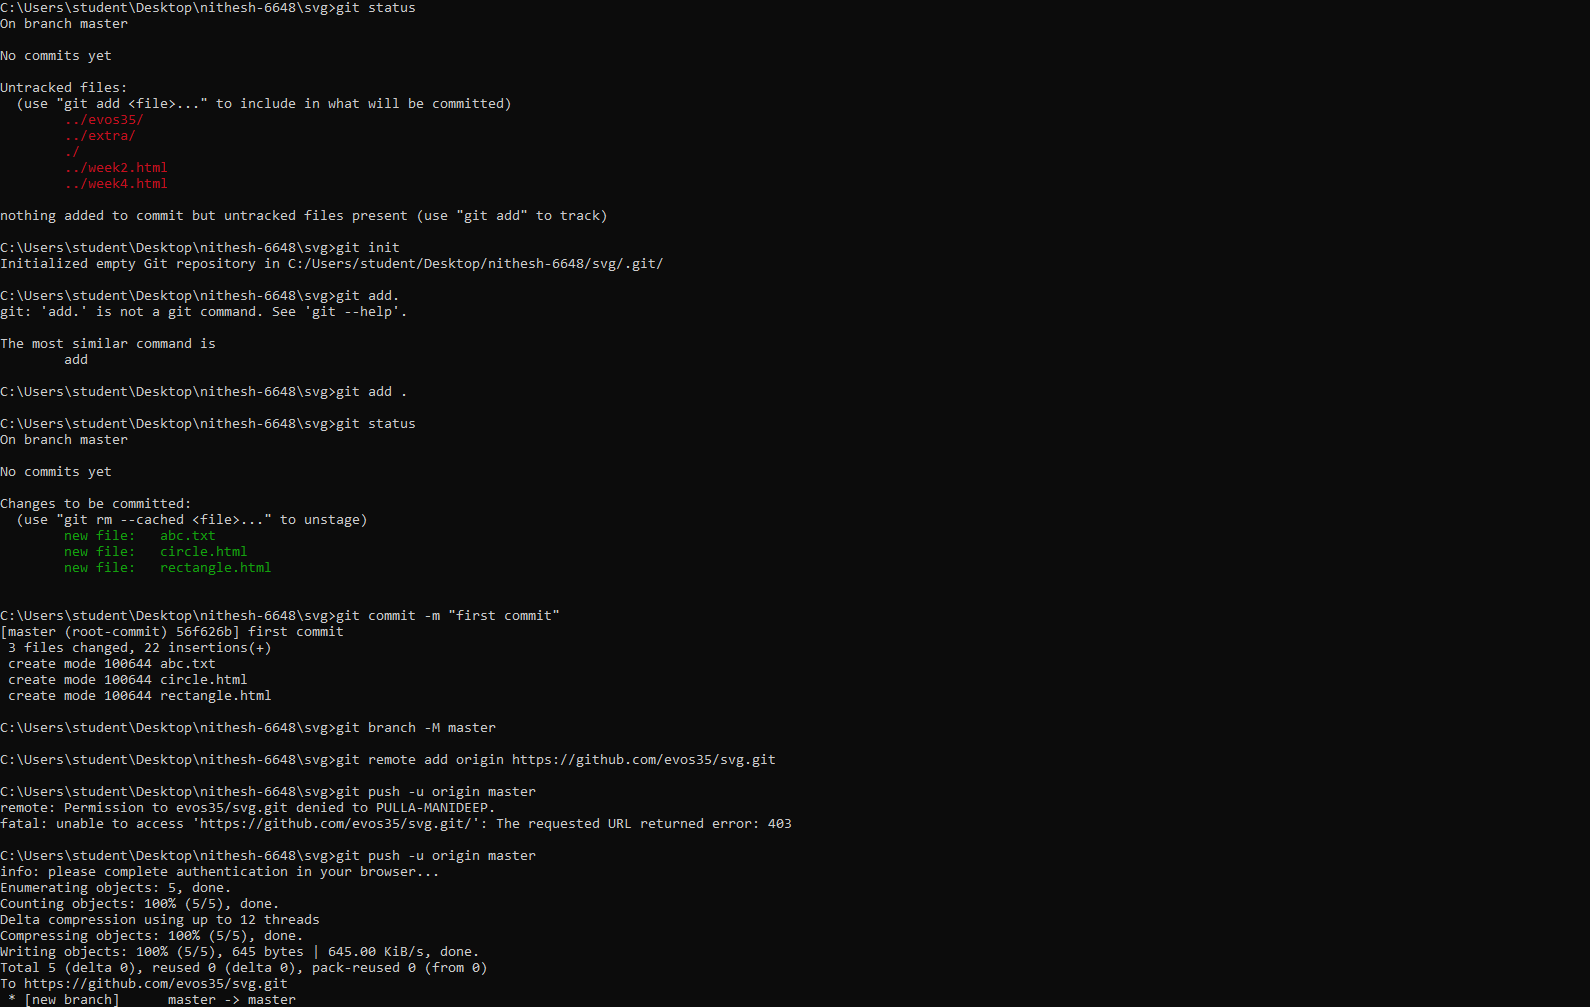 C:\Users\student\Desktop\nithesh-6648\svg>git status
On branch master
No commits yet
Untracked files:
  (use "git add <file>..." to include in what will be committed)
        ../evos35/
        ../extra/
        ./
        ../week2.html
        ../week4.html
nothing added to commit but untracked files present (use "git add" to track)
C:\Users\student\Desktop\nithesh-6648\svg>git init
Initialized empty Git repository in C:/Users/student/Desktop/nithesh-6648/svg/.git/
C:\Users\student\Desktop\nithesh-6648\svg>git add.
git: 'add.' is not a git command. See 'git --help'.
The most similar command is
        add
C:\Users\student\Desktop\nithesh-6648\svg>git add .
C:\Users\student\Desktop\nithesh-6648\svg>git status
On branch master
No commits yet
Changes to be committed:
  (use "git rm --cached <file>..." to unstage)
        new file:   abc.txt
        new file:   circle.html
        new file:   rectangle.html
C:\Users\student\Desktop\nithesh-6648\svg>git commit -m "first commit"
[master (root-commit) 56f626b] first commit
 3 files changed, 22 insertions(+)
 create mode 100644 abc.txt
 create mode 100644 circle.html
 create mode 100644 rectangle.html
C:\Users\student\Desktop\nithesh-6648\svg>git branch -M master
C:\Users\student\Desktop\nithesh-6648\svg>git remote add origin https://github.com/evos35/svg.git
C:\Users\student\Desktop\nithesh-6648\svg>git push -u origin master
remote: Permission to evos35/svg.git denied to PULLA-MANIDEEP.
fatal: unable to access 'https://github.com/evos35/svg.git/': The requested URL returned error: 403
C:\Users\student\Desktop\nithesh-6648\svg>git push -u origin master
info: please complete authentication in your browser...
Enumerating objects: 5, done.
Counting objects: 100% (5/5), done.
Delta compression using up to 12 threads
Compressing objects: 100% (5/5), done.
Writing objects: 100% (5/5), 645 bytes | 645.00 KiB/s, done.
Total 5 (delta 0), reused 0 (delta 0), pack-reused 0 (from 0)
To https://github.com/evos35/svg.git
 * [new branch]      master -> master